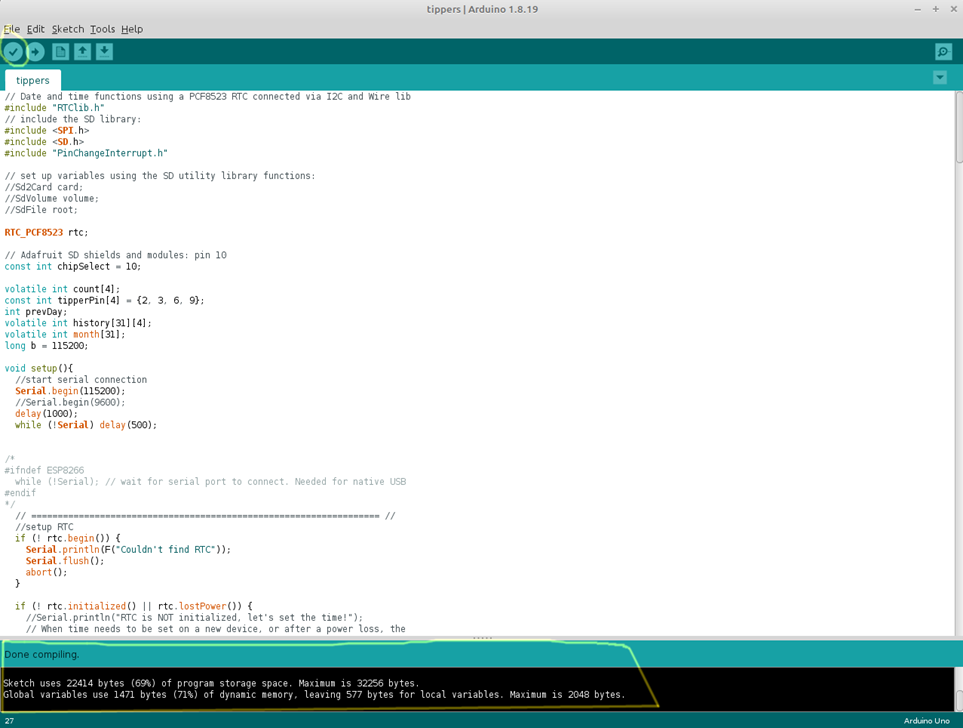 tippers | Arduino 1.8.19
File Edit Sketch Tools Help
tippers
// Date and time functions using a PCF8523 RTC connected via I2C and Wire lib
#include "RTClib.h"
// include the SD library:
#include <SPI.h>
#include <SD.h>
#include "PinChangeInterrupt.h"
// set up variables using the SD utility library functions:
//Sd2Card card;
//SdVolume volume;
//SdFile root;
RTC_PCF8523 rtc;
// Adafruit SD shields and modules: pin 10
const int chipSelect = 10;
volatile int count[4];
const int tipperPin[4] = {2, 3, 6, 9};
int prevDay;
volatile int history[31][4];
volatile int month[31];
long b = 115200;
void setup(){
  //start serial connection
  Serial.begin(115200);
  //Serial.begin(9600);
  delay(1000);
  while (!Serial) delay(500);
/*
#ifndef ESP8266
  while (!Serial); // wait for serial port to connect. Needed for native USB
#endif
*/
  // ================================================================== //
  //setup RTC
  if (! rtc.begin()) {
    Serial.println(F("Couldn't find RTC"));
    Serial.flush();
    abort();
  }
  if (! rtc.initialized() || rtc.lostPower()) {
    //Serial.println("RTC is NOT initialized, let's set the time!");
    // When time needs to be set on a new device, or after a power loss, the
Done compiling.
Sketch uses 22414 bytes (69%) of program storage space. Maximum is 32256 bytes.
Global variables use 1471 bytes (71%) of dynamic memory, leaving 577 bytes for local variables. Maximum is 2048 bytes.
27 Arduino Uno